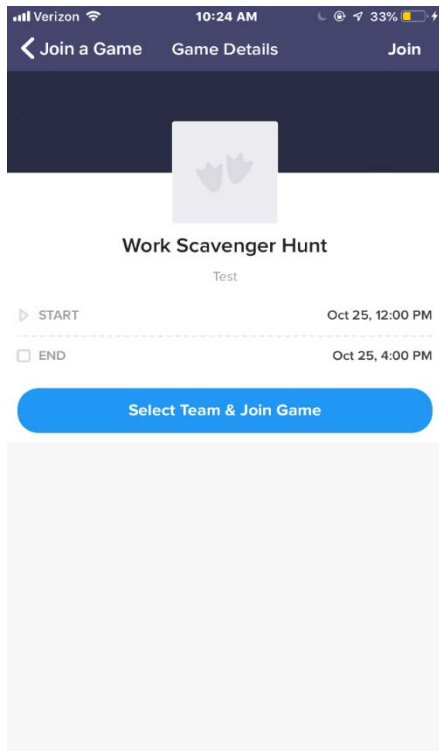 Verizon 10:24 AM 33%
Join a Game Game Details Join
Work Scavenger Hunt
Test
START Oct 25, 12:00 PM
END Oct 25, 4:00 PM
Select Team & Join Game